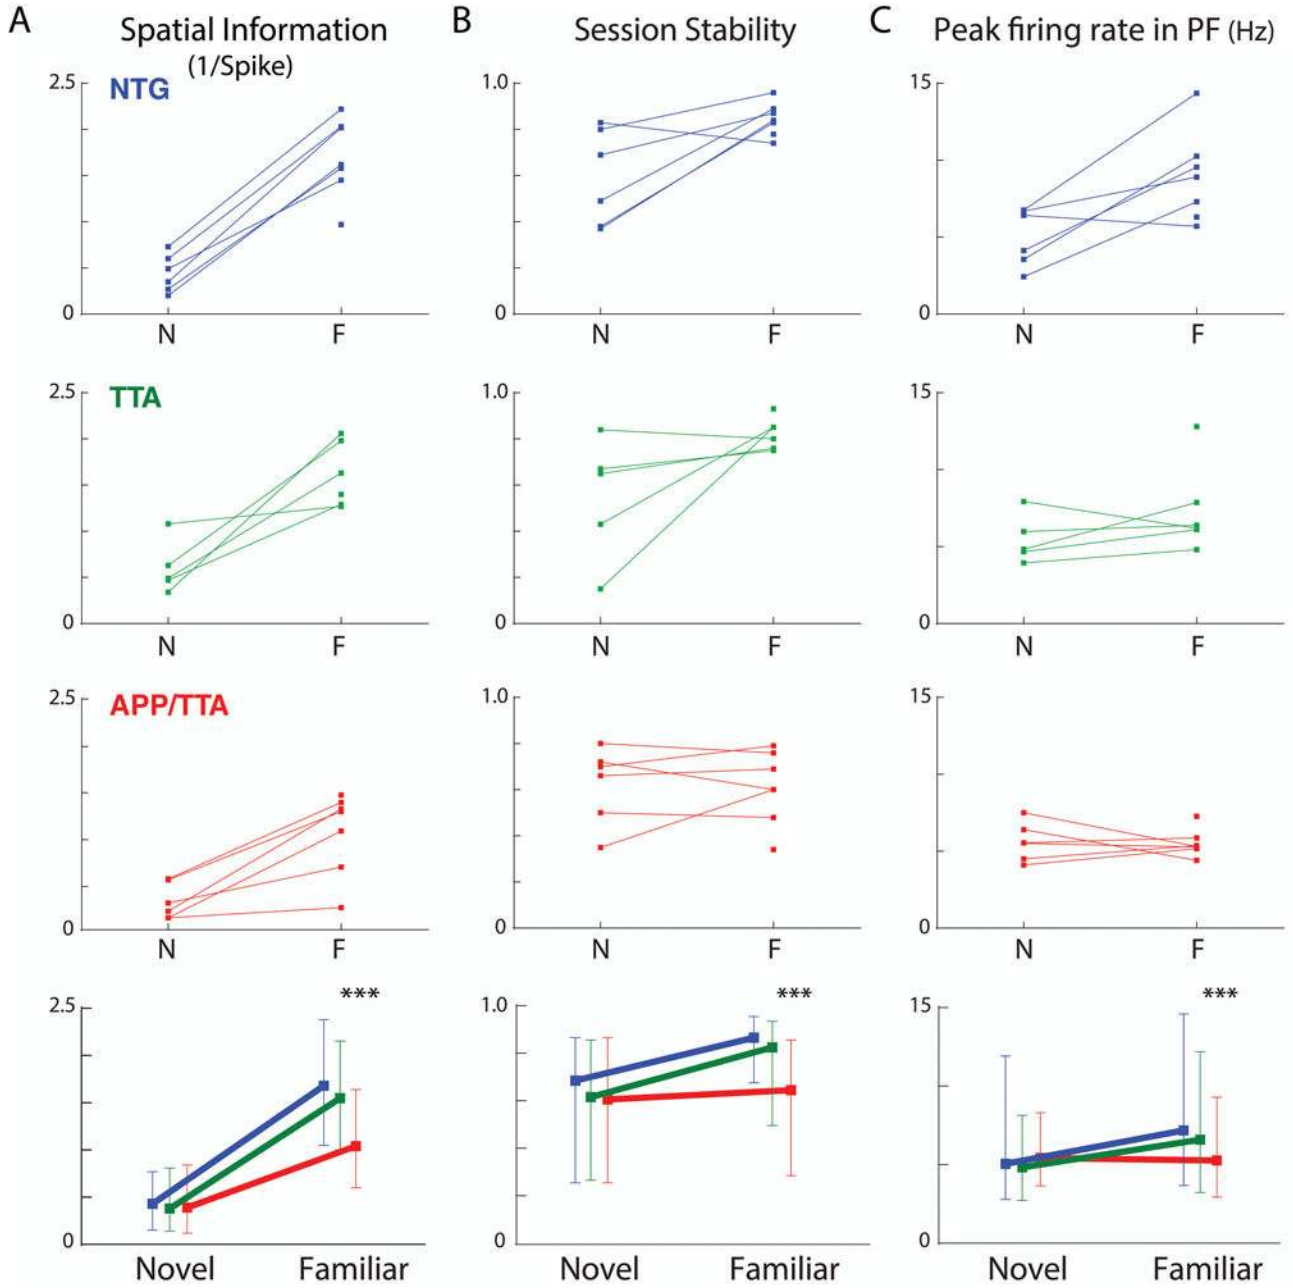 A Spatial Information B Session Stability C Peak firing rate in PF (Hz)
(1/Spike)
2.5 NTG 1.0 15
0 0 0
N F N F N F
2.5 TTA 1.0 15
0 0 0
N F N F N F
2.5 APP/TTA 1.0 15
0 0 0
N F N F N F
*** *** ***
2.5 1.0 15
0 0 0
Novel Familiar Novel Familiar Novel Familiar